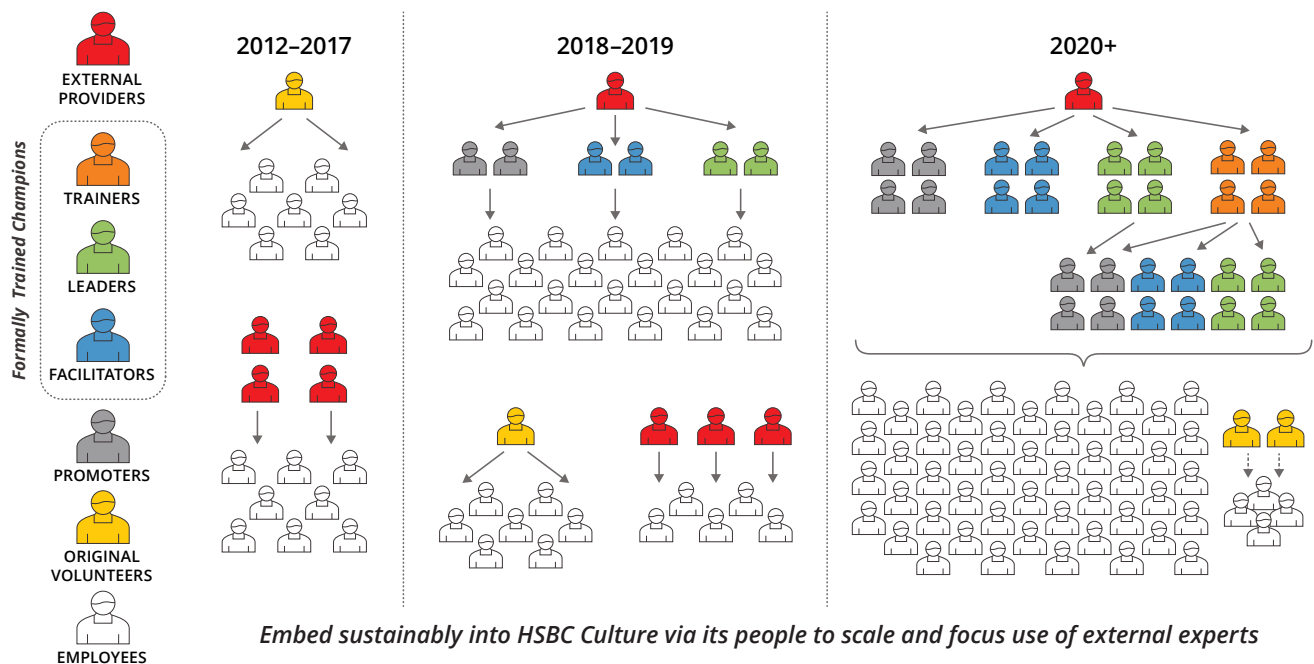 EXTERNAL
PROVIDERS
Formally Trained Champions
TRAINERS
LEADERS
FACILITATORS
PROMOTERS
ORIGINAL
VOLUNTEERS
EMPLOYEES
2012–2017
2018–2019
2020+
Embed sustainably into HSBC Culture via its people to scale and focus use of external experts